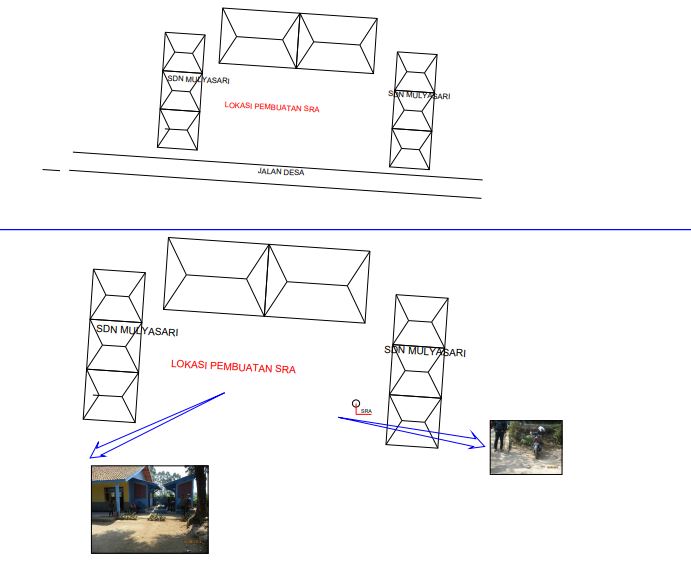 SDN MULYASARI
SDN MULYASARI
LOKASI PEMBUATAN SRA
JALAN DESA
SDN MULYASARI
SDN MULYASARI
LOKASI PEMBUATAN SRA
SRA